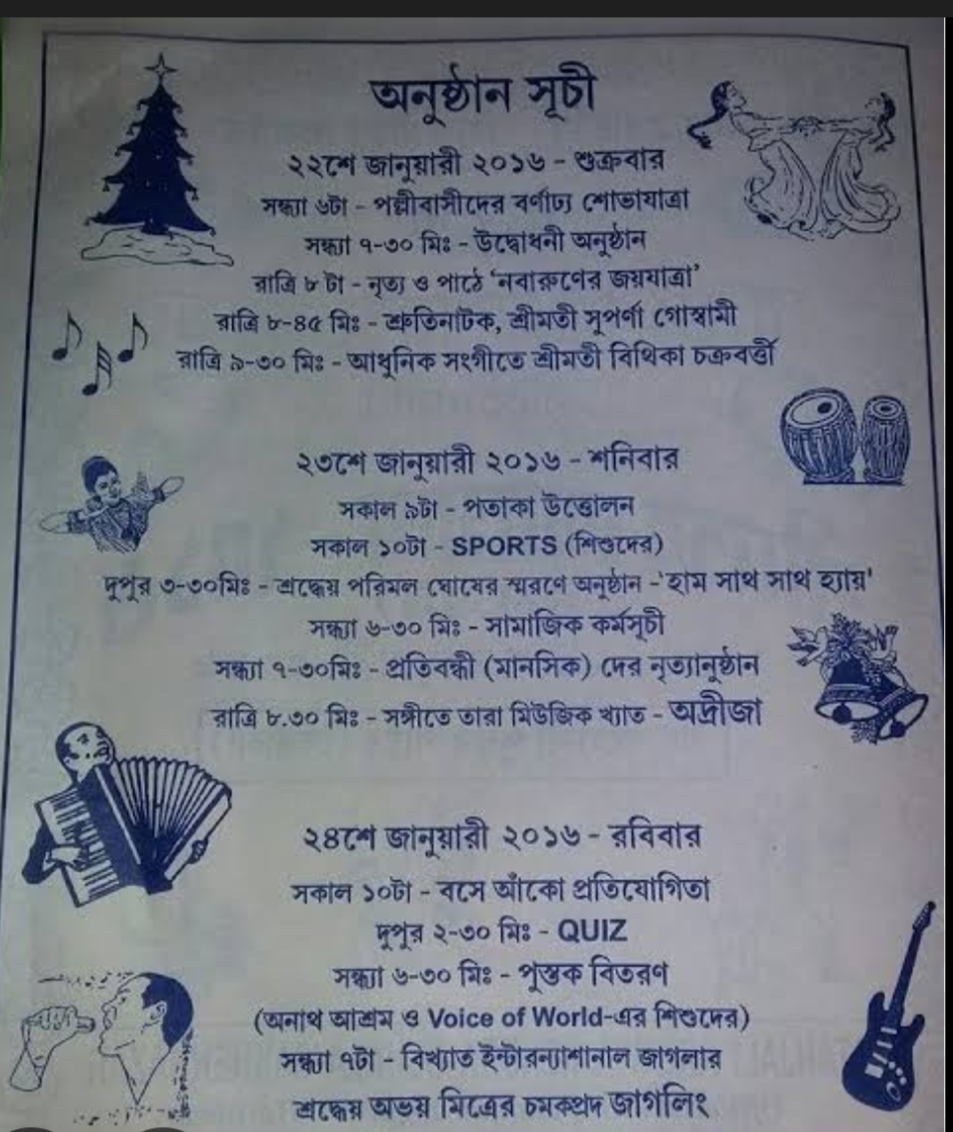 অনুষ্ঠান সূচী
২২শে জানুয়ারী ২০১৬ - শুক্রবার
সন্ধ্যা ৬টা - পল্লীবাসীদের বর্ণাঢ্য শোভাযাত্রা
সন্ধ্যা ৭-৩০ মিঃ - উদ্বোধনী অনুষ্ঠান
রাত্রি ৮ টা - নৃত্য ও পাঠে ‘নবারুণের জয়যাত্রা’
রাত্রি ৮-৪৫ মিঃ - শ্রুতিনাটক, শ্রীমতী সুপর্ণা গোস্বামী
রাত্রি ৯-৩০ মিঃ - আধুনিক সংগীতে শ্রীমতী বিথিকা চক্রবর্ত্তী
২৩শে জানুয়ারী ২০১৬ - শনিবার
সকাল ৯টা - পতাকা উত্তোলন
সকাল ১০টা - SPORTS (শিশুদের)
দুপুর ৩-৩০মিঃ - শ্রদ্ধেয় পরিমল ঘোষের স্মরণে অনুষ্ঠান -'হাম সাথ সাথ হ্যায়'
সন্ধ্যা ৬-৩০ মিঃ - সামাজিক কর্মসূচী
সন্ধ্যা ৭-৩০মিঃ - প্রতিবন্ধী (মানসিক) দের নৃত্যানুষ্ঠান
রাত্রি ৮.৩০ মিঃ - সঙ্গীতে তারা মিউজিক খ্যাত - অদ্রীজা
২৪শে জানুয়ারী ২০১৬ - রবিবার
সকাল ১০টা - বসে আঁকো প্রতিযোগিতা
দুপুর ২-৩০ মিঃ - QUIZ
সন্ধ্যা ৬-৩০ মিঃ - পুস্তক বিতরণ
(অনাথ আশ্রম ও Voice of World-এর শিশুদের)
সন্ধ্যা ৭টা - বিখ্যাত ইন্টারন্যাশানাল জাগলার
শ্রদ্ধেয় অভয় মিত্রের চমকপ্রদ জাগলিং